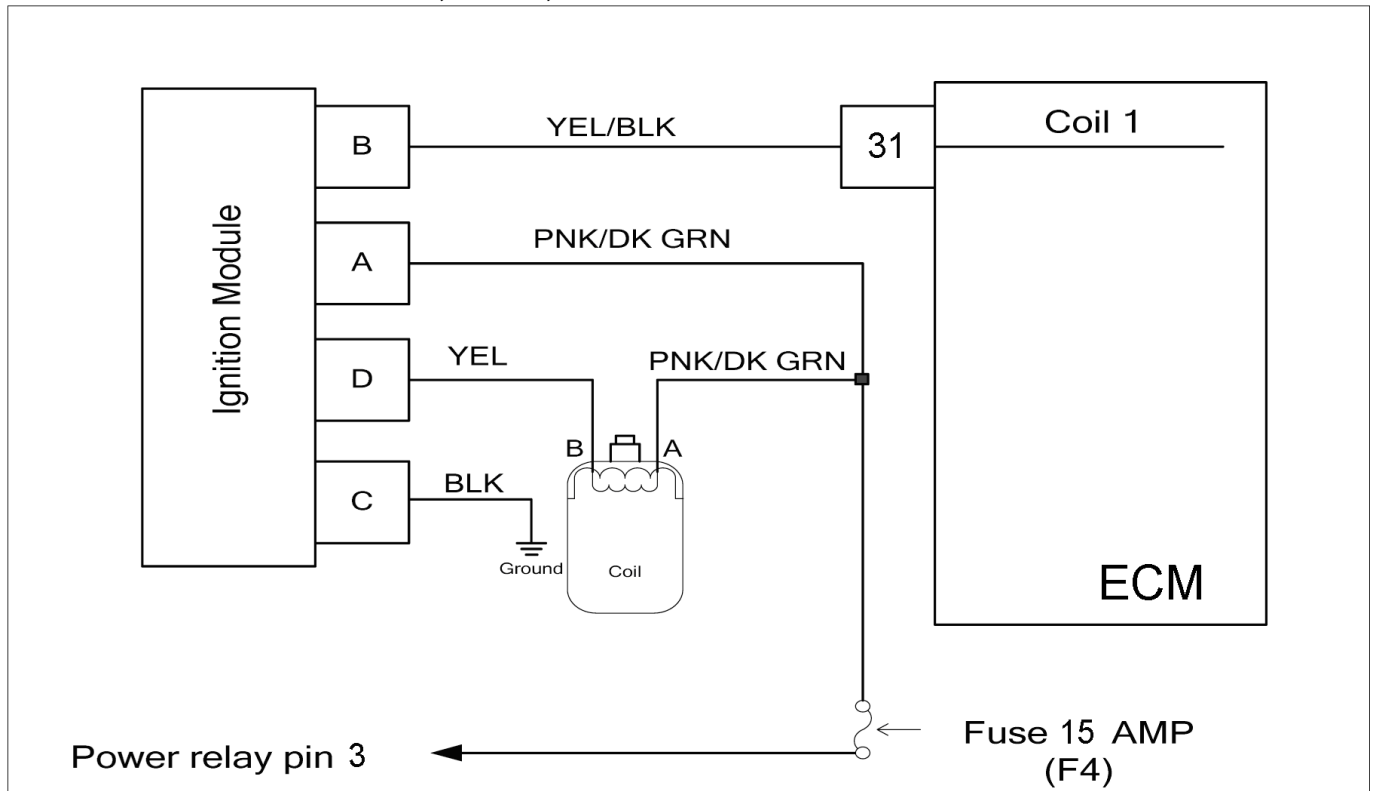 Ignition Module
B
YEL/BLK
31
Coil 1
A
PNK/DK GRN
D
YEL
PNK/DK GRN
B
A
C
BLK
Ground
Coil
ECM
Power relay pin 3
Fuse 15 AMP
(F4)